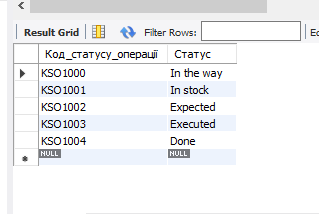 Result Grid Filter Rows: Ec
Код_статусу_операції Статус
KSO1000 In the way
KSO1001 In stock
KSO1002 Expected
KSO1003 Executed
KSO1004 Done
NULL NULL